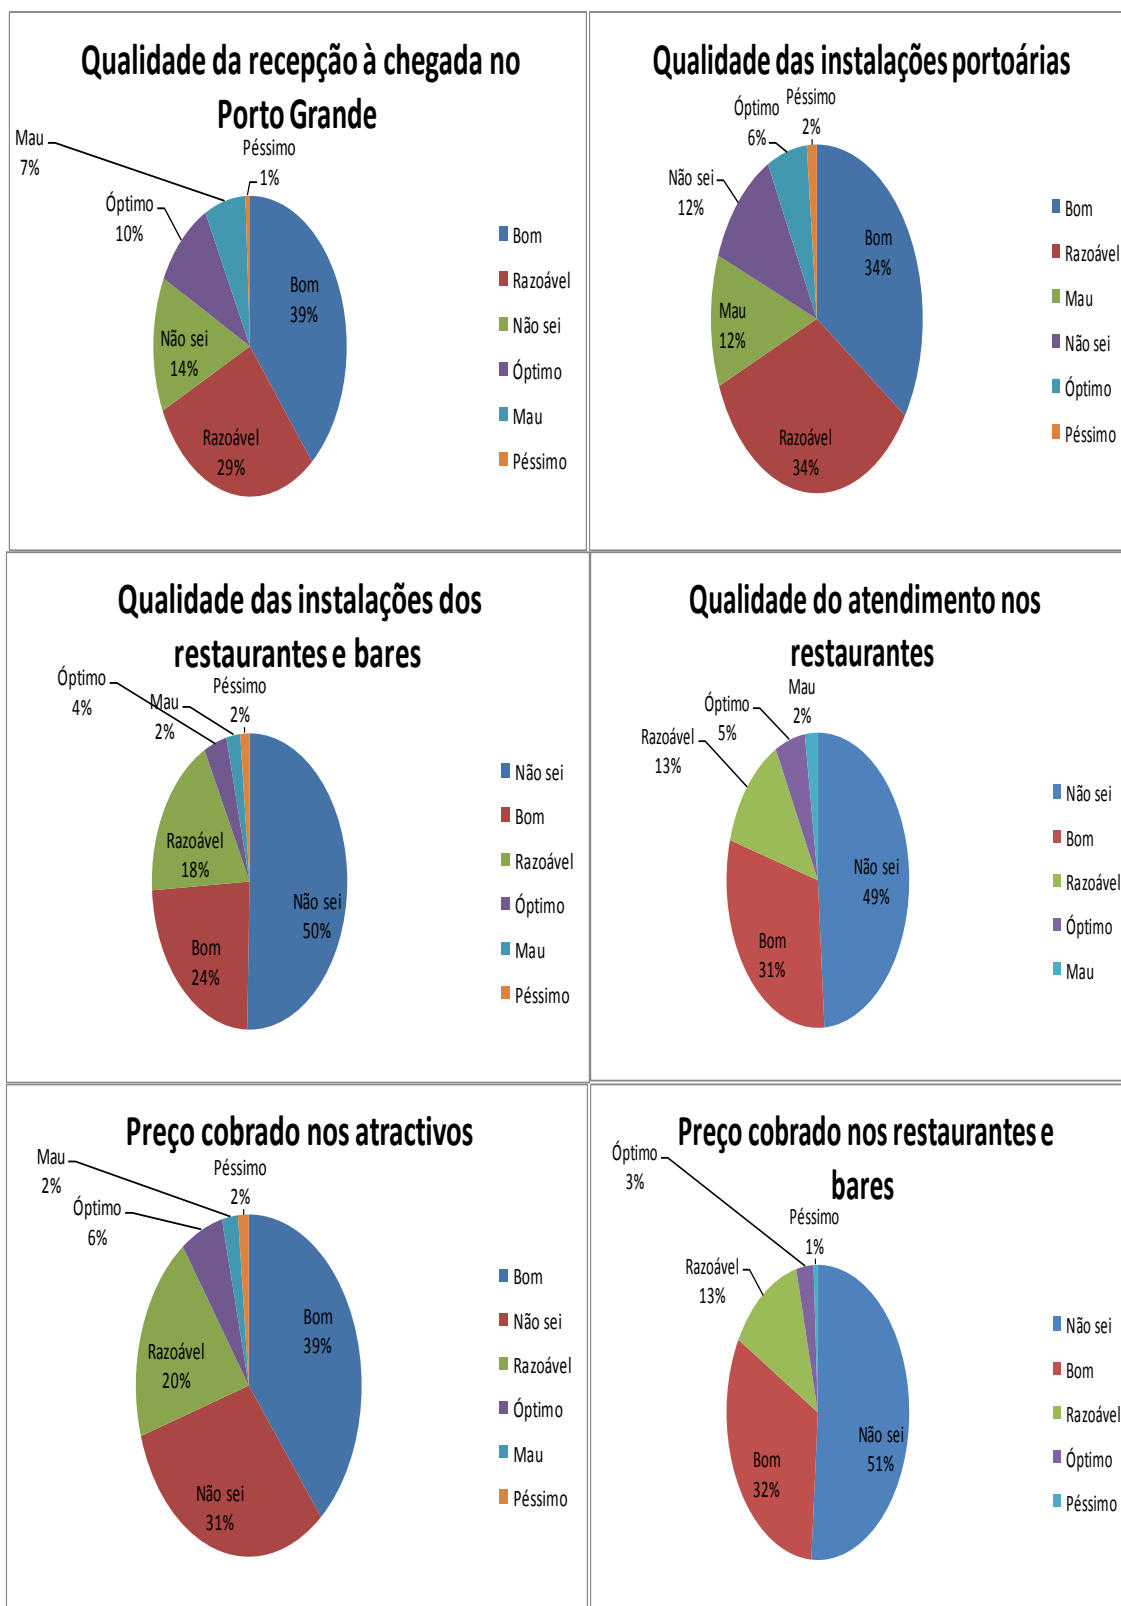 Qualidade da recepção à chegada no
Porto Grande
Mau
7%
Péssimo
1%
Óptimo
10%
Bom
39%
Não sei
14%
Razoável
29%
Bom
Razoável
Não sei
Óptimo
Mau
Péssimo
Qualidade das instalações portoárias
Óptimo
6%
Péssimo
2%
Não sei
12%
Bom
34%
Mau
12%
Razoável
34%
Bom
Razoável
Mau
Não sei
Óptimo
Péssimo
Qualidade das instalações dos
restaurantes e bares
Óptimo
4%
Mau
2%
Péssimo
2%
Razoável
18%
Não sei
50%
Bom
24%
Não sei
Bom
Razoável
Óptimo
Mau
Péssimo
Qualidade do atendimento nos
restaurantes
Mau
2%
Óptimo
5%
Razoável
13%
Não sei
49%
Bom
31%
Não sei
Bom
Razoável
Óptimo
Mau
Preço cobrado nos atractivos
Mau
2%
Péssimo
2%
Óptimo
6%
Bom
39%
Razoável
20%
Não sei
31%
Bom
Não sei
Razoável
Óptimo
Mau
Péssimo
Preço cobrado nos restaurantes e
bares
Óptimo
3%
Péssimo
1%
Razoável
13%
Não sei
51%
Bom
32%
Não sei
Bom
Razoável
Óptimo
Péssimo